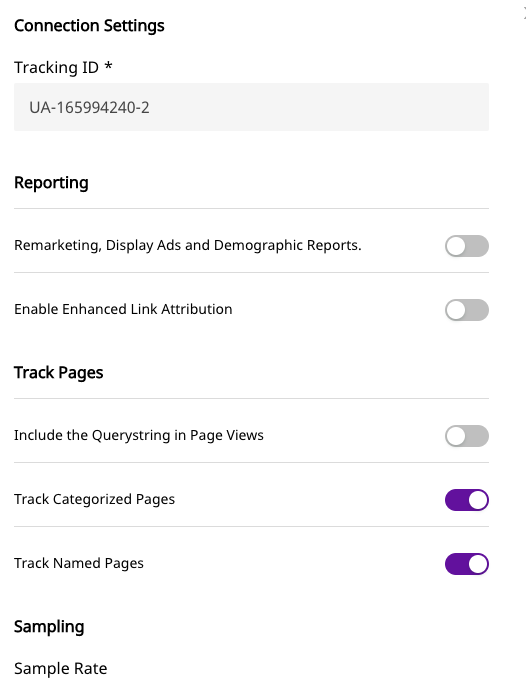 Connection Settings
Tracking ID *
UA-165994240-2
Reporting
Remarketing, Display Ads and Demographic Reports.
Enable Enhanced Link Attribution
Track Pages
Include the Querystring in Page Views
Track Categorized Pages
Track Named Pages
Sampling
Sample Rate